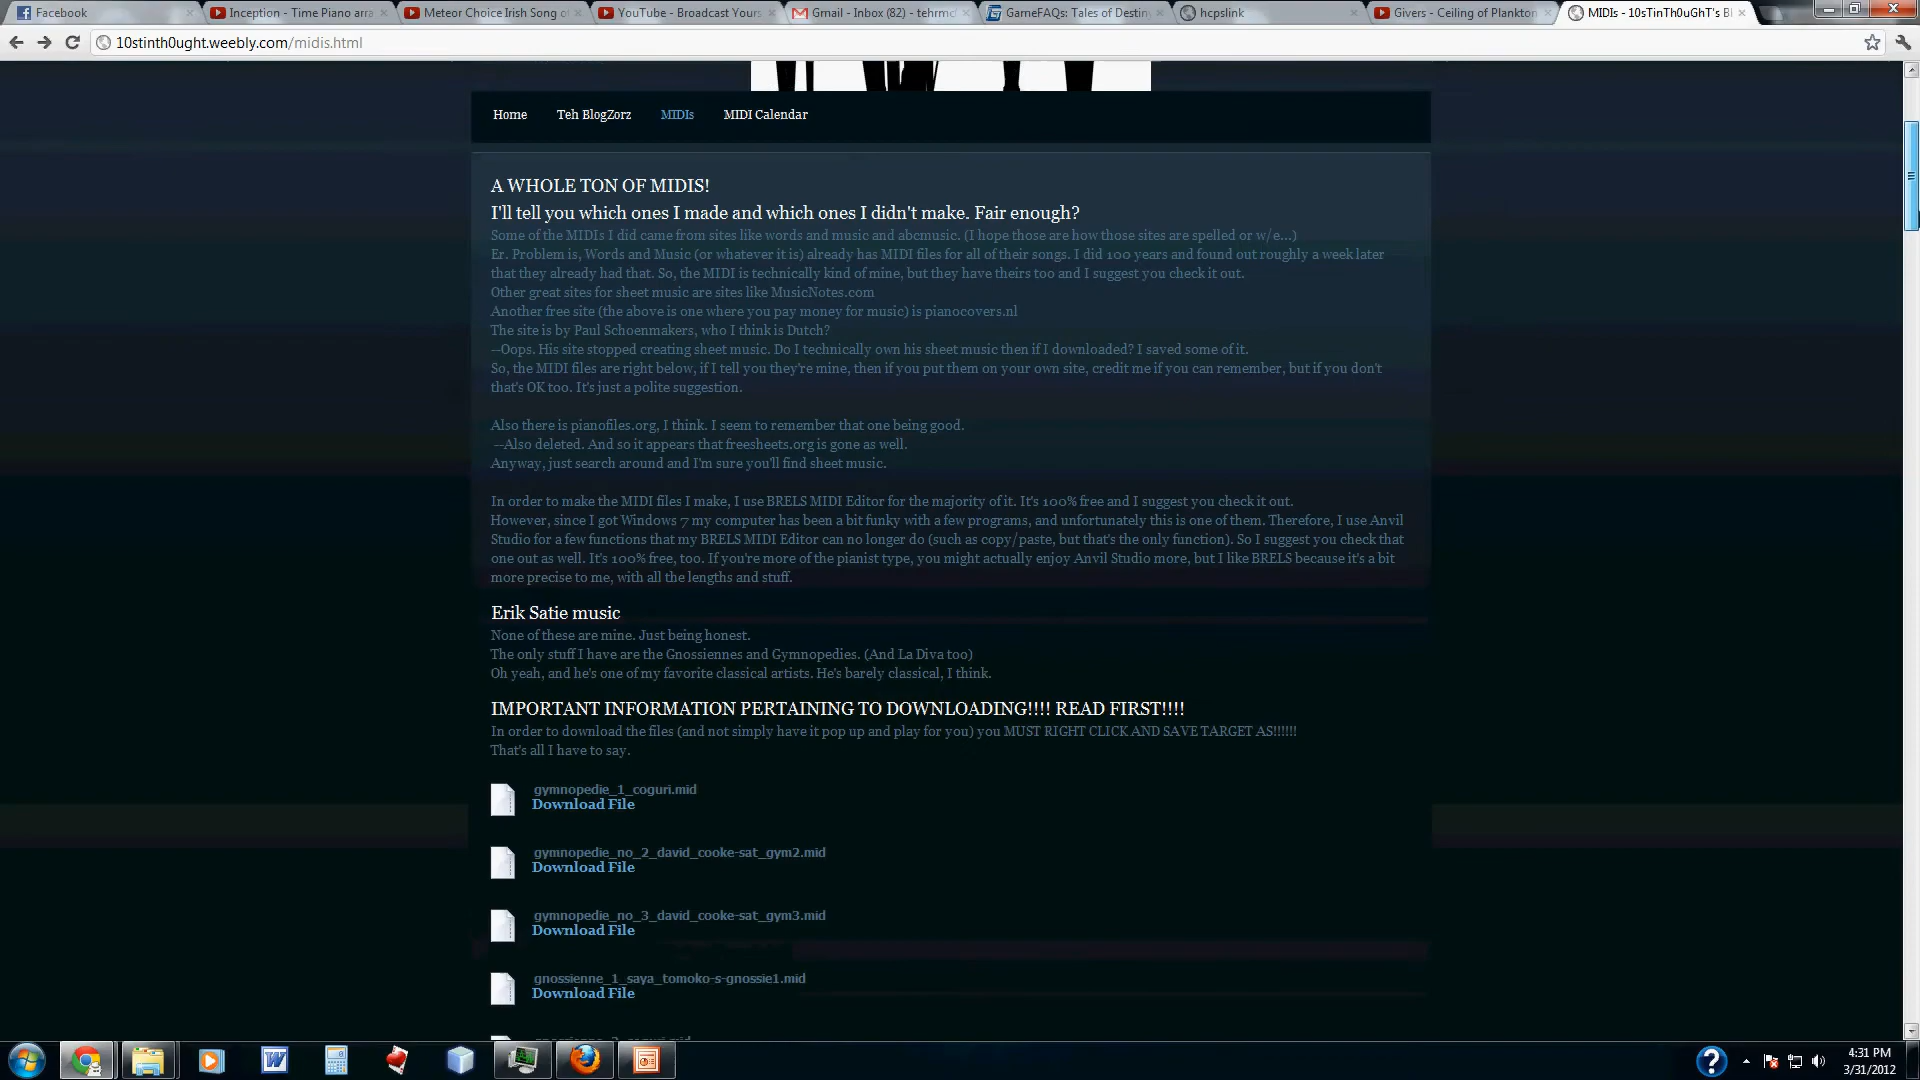 Facebook
Inception - Time Piano arra
Meteor Choice Irish Song of
YouTube - Broadcast Yours
Gmail - Inbox (82) - tehrmcl
GameFAQs: Tales of Destin
hcpslink
Givers - Ceiling of Plankton
MIDIs - 10sTinTh0uGhT's Bl
10stinth0ught.weebly.com/midis.html
Home
Teh BlogZorz
MIDIs
MIDI Calendar
A WHOLE TON OF MIDIS!
I'll tell you which ones I made and which ones I didn't make. Fair enough?
Some of the MIDIs I did came from sites like words and music and abcmusic. (I hope those are how those sites are spelled or w/e...)
Er. Problem is, Words and Music (or whatever it is) already has MIDI files for all of their songs. I did 100 years and found out roughly a week later
that they already had that. So, the MIDI is technically kind of mine, but they have theirs too and I suggest you check it out.
Other great sites for sheet music are sites like MusicNotes.com
Another free site (the above is one where you pay money for music) is pianocovers.nl
The site is by Paul Schoenmakers, who I think is Dutch?
--Oops. His site stopped creating sheet music. Do I technically own his sheet music then if I downloaded? I saved some of it.
So, the MIDI files are right below, if I tell you they're mine, then if you put them on your own site, credit me if you can remember, but if you don't
that's OK too. It's just a polite suggestion.
Also there is pianofiles.org, I think. I seem to remember that one being good.
--Also deleted. And so it appears that freesheets.org is gone as well.
Anyway, just search around and I'm sure you'll find sheet music.
In order to make the MIDI files I make, I use BRELS MIDI Editor for the majority of it. It's 100% free and I suggest you check it out.
However, since I got Windows 7 my computer has been a bit funky with a few programs, and unfortunately this is one of them. Therefore, I use Anvil
Studio for a few functions that my BRELS MIDI Editor can no longer do (such as copy/paste, but that's the only function). So I suggest you check that
one out as well. It's 100% free, too. If you're more of the pianist type, you might actually enjoy Anvil Studio more, but I like BRELS because it's a bit
more precise to me, with all the lengths and stuff.
Erik Satie music
None of these are mine. Just being honest.
The only stuff I have are the Gnossiennes and Gymnopedies. (And La Diva too)
Oh yeah, and he's one of my favorite classical artists. He's barely classical, I think.
IMPORTANT INFORMATION PERTAINING TO DOWNLOADING!!!! READ FIRST!!!!
In order to download the files (and not simply have it pop up and play for you) you MUST RIGHT CLICK AND SAVE TARGET AS!!!!!!
That's all I have to say.
gymnopedie_1_coguri.mid
Download File
gymnopedie_no_2_david_cooke-sat_gym2.mid
Download File
gymnopedie_no_3_david_cooke-sat_gym3.mid
Download File
gnossienne_1_saya_tomoko-s-gnossie1.mid
Download File
4:31 PM
3/31/2012